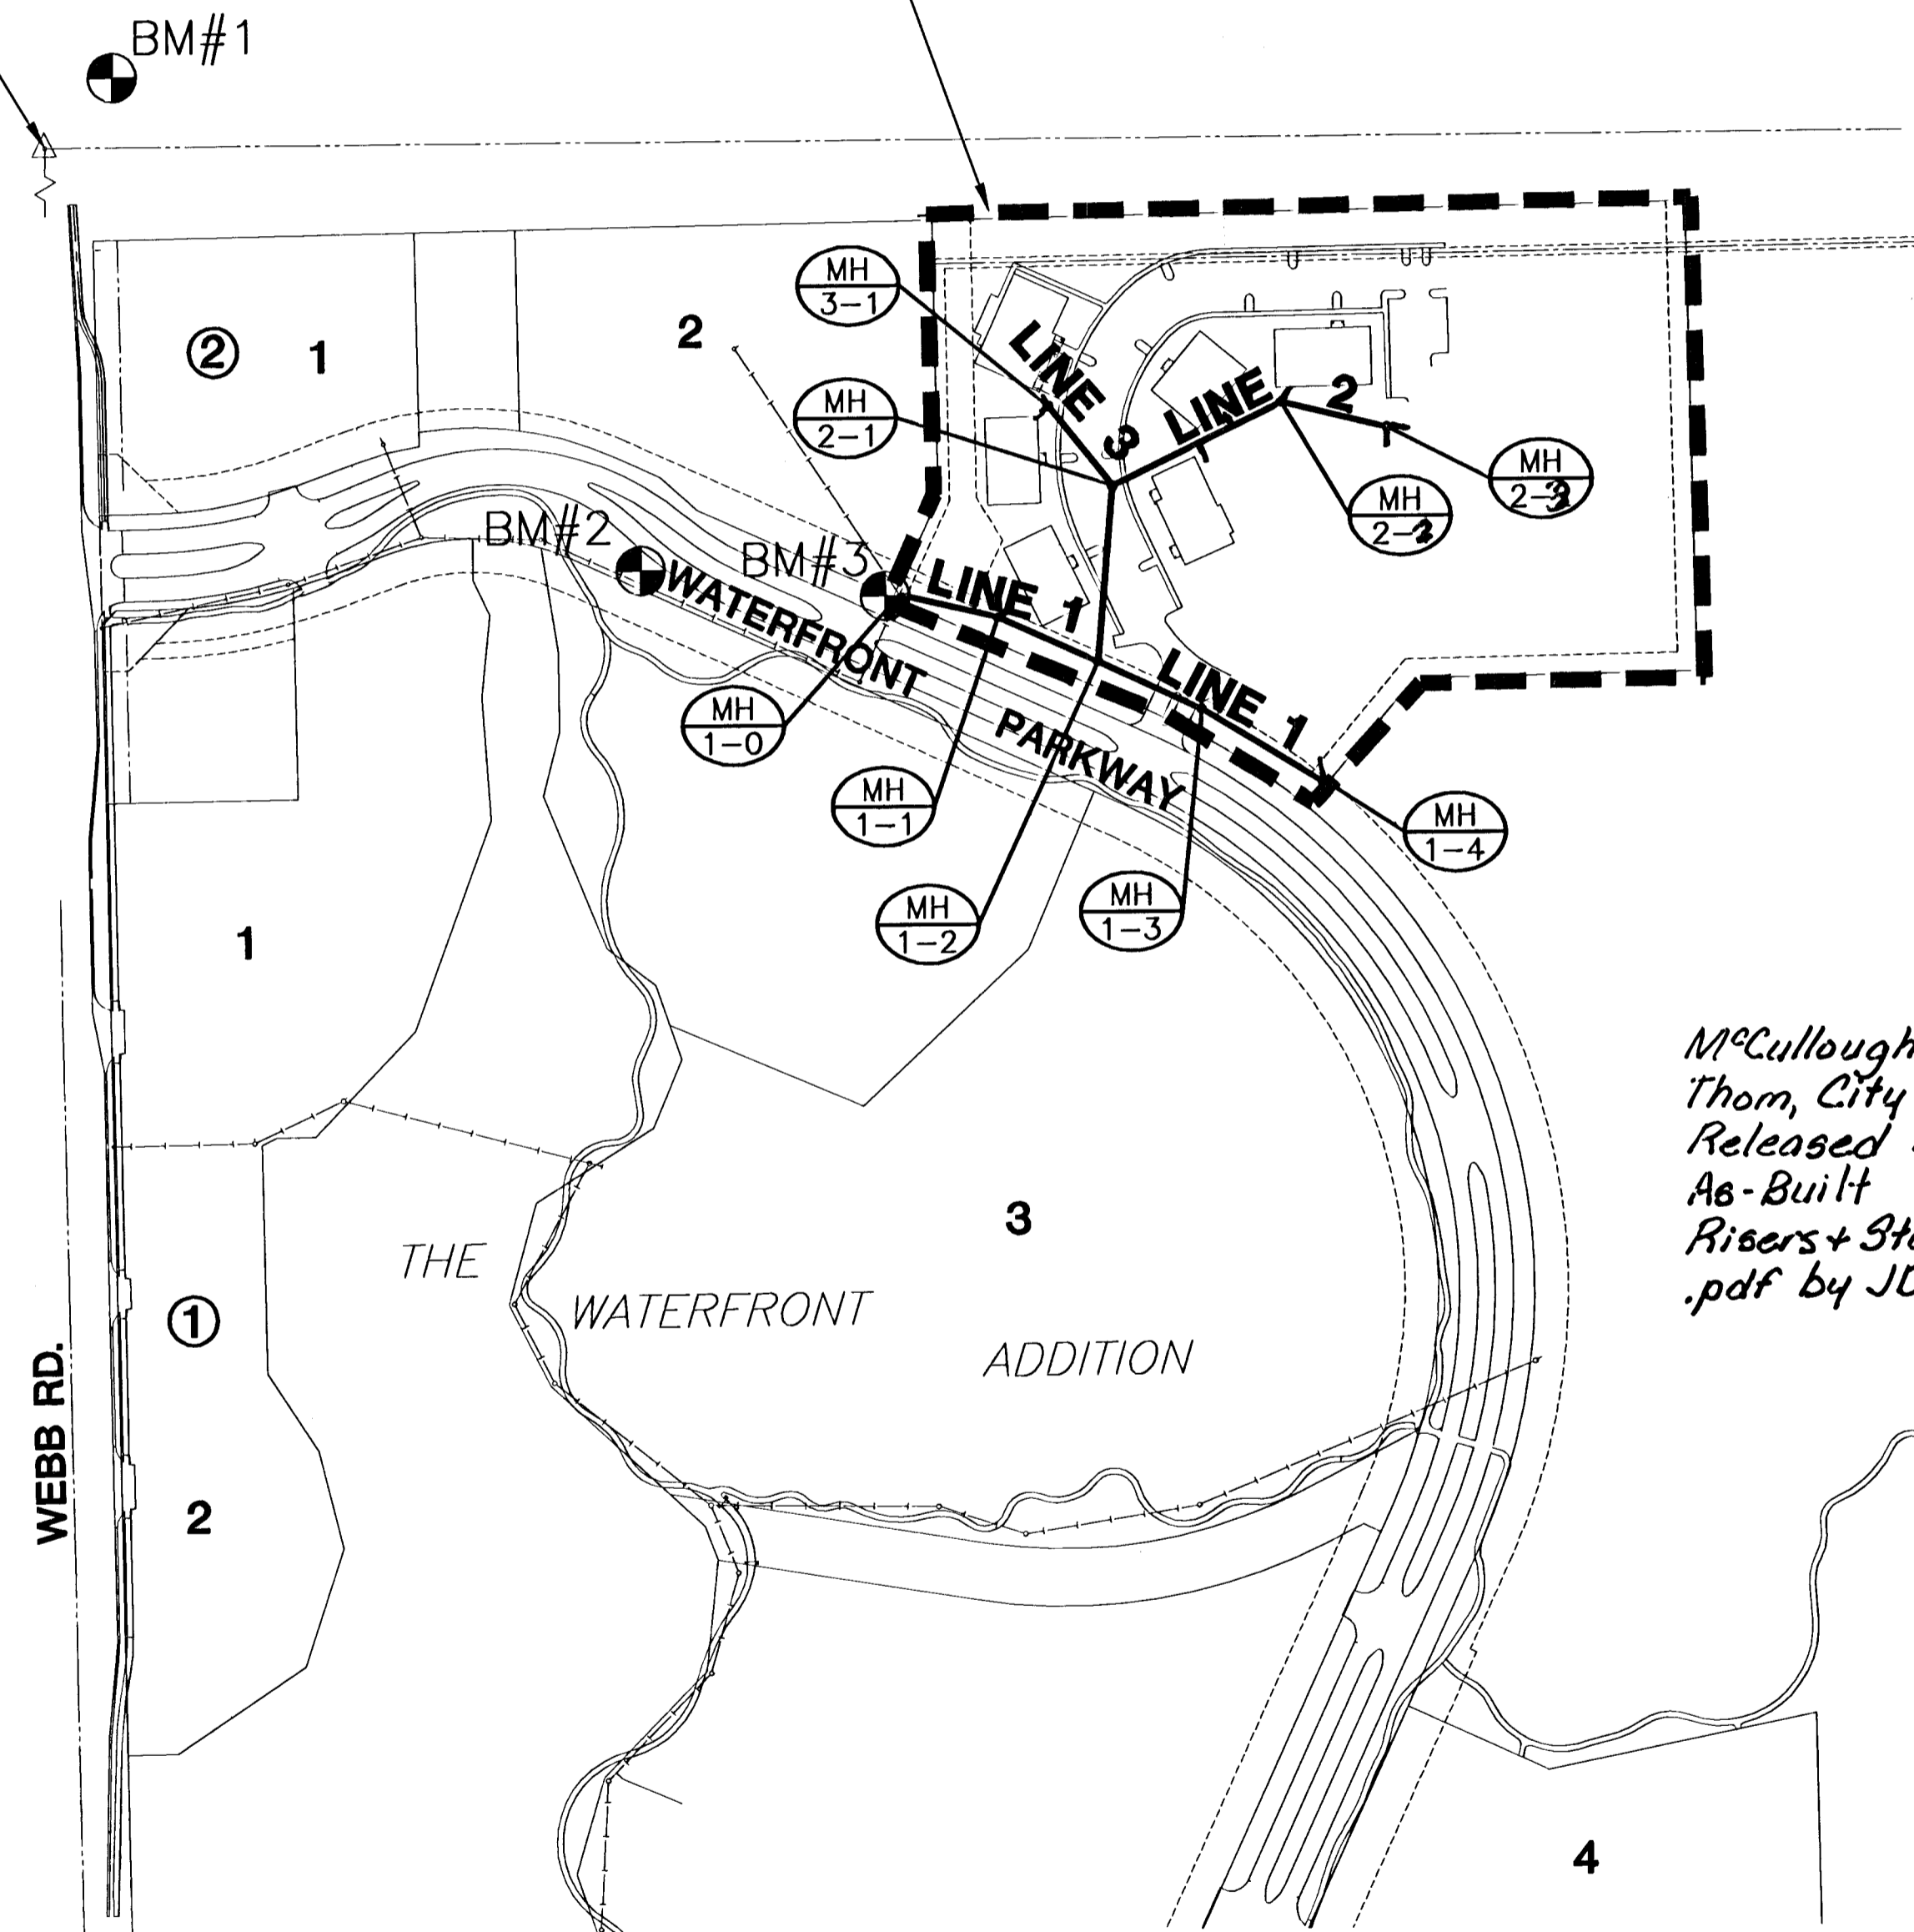 BM#1
② 1
2
MH
3-1
MH
2-1
LINE 3
LINE 2
MH
2-3
MH
2-2
BM#2
BM#3
LINE 1
LINE 1
WATERFRONT
PARKWAY
MH
1-0
MH
1-1
MH
1-2
MH
1-3
MH
1-4
1
McCullough
Thom, City
Released
As-Built
Risers +
.pdf by
3
THE
WATERFRONT
ADDITION
①
WEBB RD.
2
4